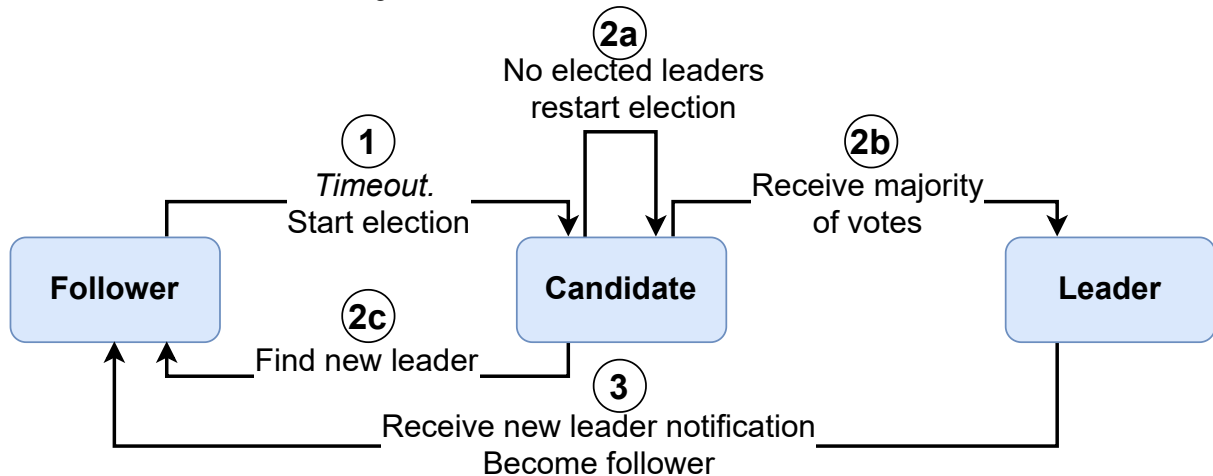 2a
No elected leaders
restart election
1
Timeout.
Start election
2b
Receive majority
of votes
Follower
Candidate
Leader
2c
Find new leader
3
Receive new leader notification
Become follower